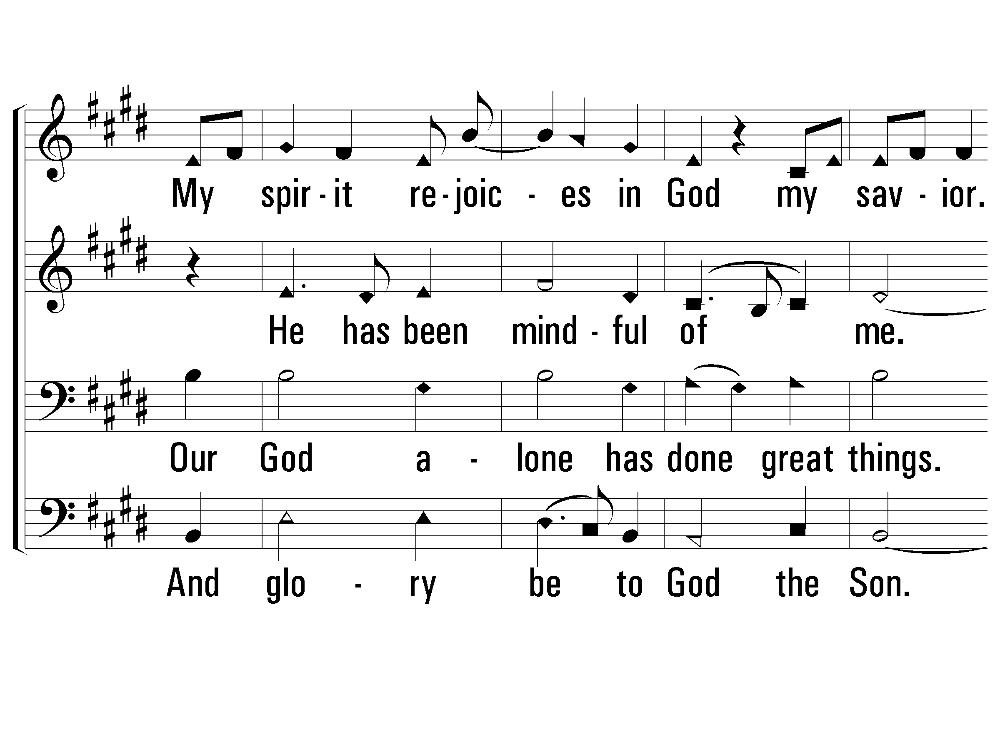 My spir - it re - joic - es in God my sav - ior.
He has been mind - ful of me.
Our God a - lone has done great things.
And glo - ry be to God the Son.